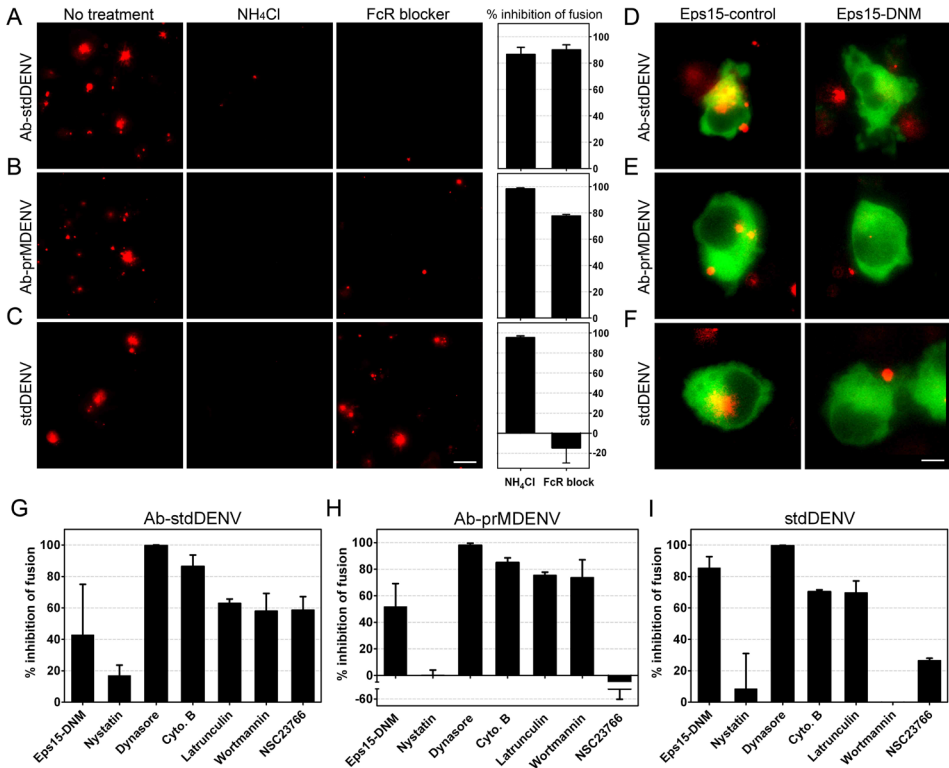 A No treatment NH₄Cl FcR blocker % inhibition of fusion D Eps15-control Eps15-DNM
Ab-stdDENV
100
80
60
40
20
0
Ab-stdDENV
B
Ab-prMDENV
100
80
60
40
20
0
E
Ab-prMDENV
C
stdDENV
100
80
60
40
20
0
-20
NH₄Cl FcR block
F
stdDENV
G Ab-stdDENV
% inhibition of fusion
100
80
60
40
20
0
Eps15-DNM
Nystatin
Dynasore
Cyto. B
Latrunculin
Wortmannin
NSC23766
H Ab-prMDENV
% inhibition of fusion
100
80
60
40
20
0
-60
Eps15-DNM
Nystatin
Dynasore
Cyto. B
Latrunculin
Wortmannin
NSC23766
I stdDENV
% inhibition of fusion
100
80
60
40
20
0
Eps15-DNM
Nystatin
Dynasore
Cyto. B
Latrunculin
Wortmannin
NSC23766